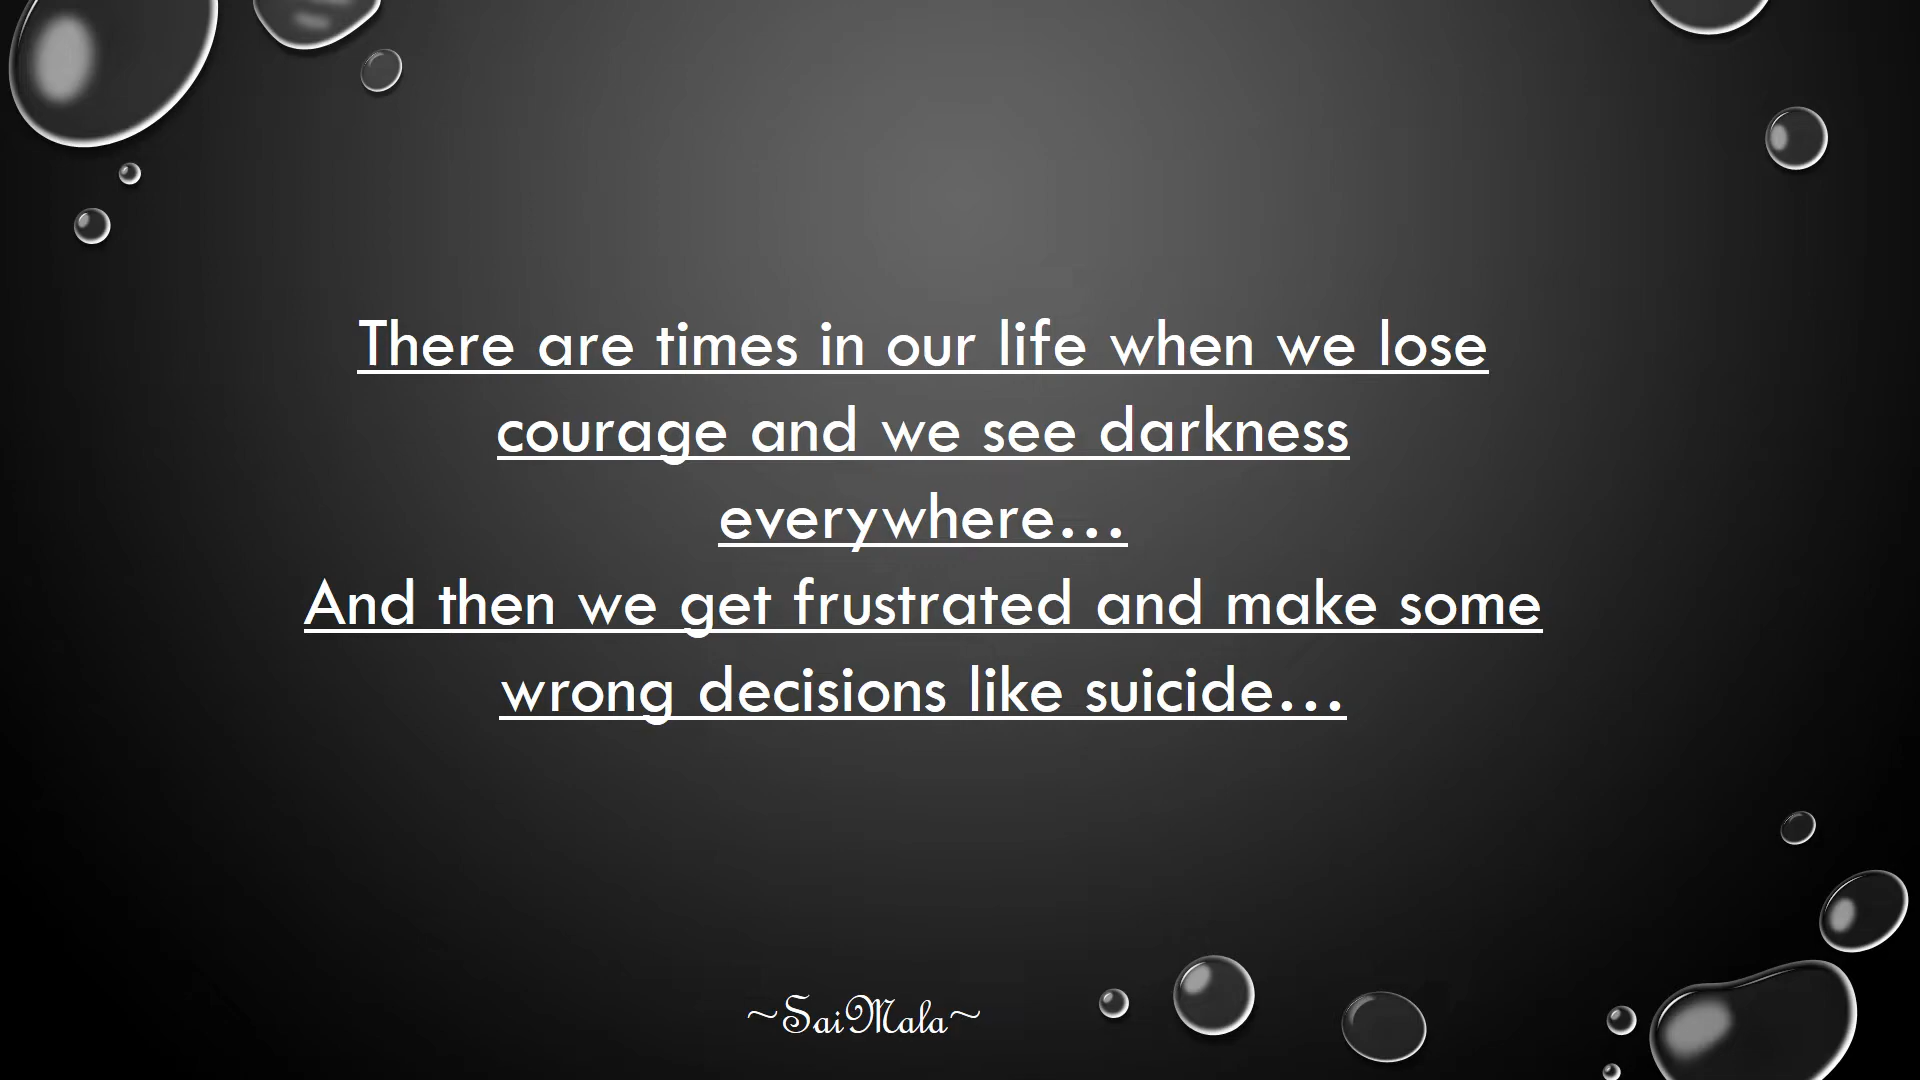 There are times in our life when we lose
courage and we see darkness
everywhere…
And then we get frustrated and make some
wrong decisions like suicide…
~SaiMala~